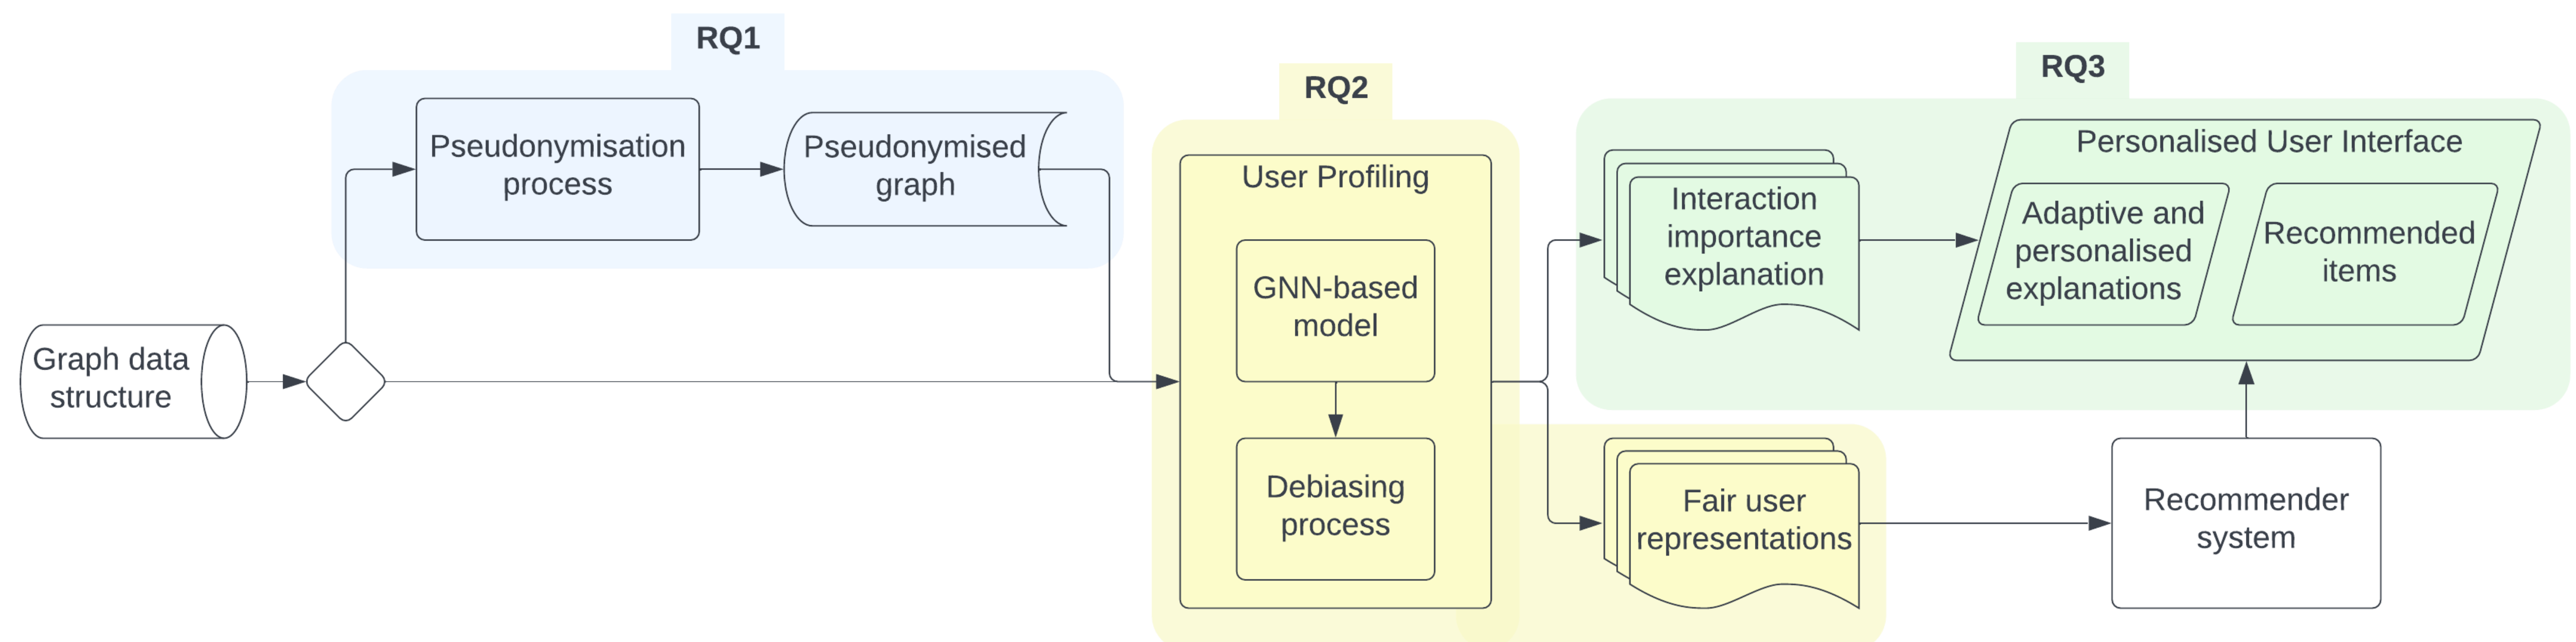 RQ1
Pseudonymisation
process
Pseudonymised
graph
Graph data
structure
RQ2
User Profiling
GNN-based
model
Debiasing
process
RQ3
Interaction
importance
explanation
Personalised User Interface
Adaptive and
personalised
explanations
Recommended
items
Fair user
representations
Recommender
system